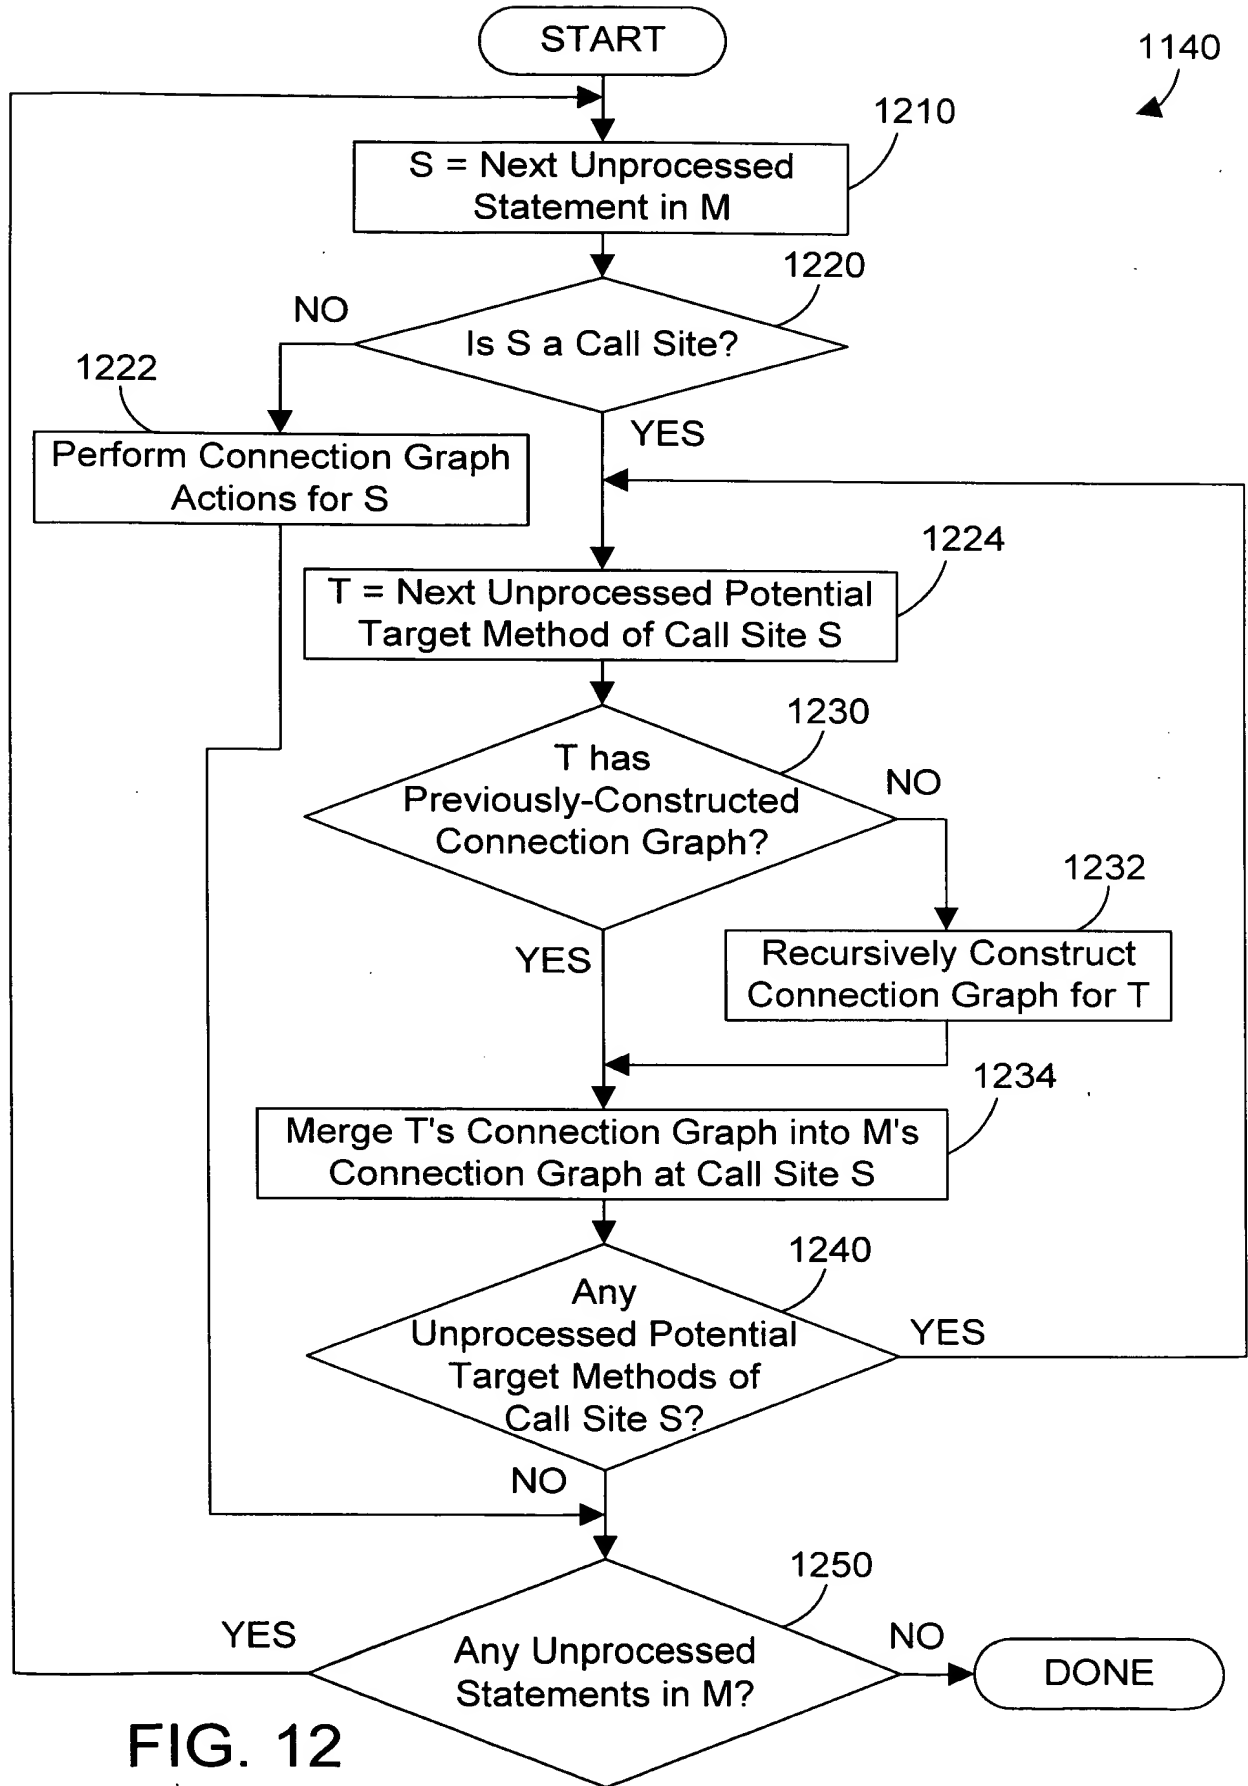 START
1140
1210
S = Next Unprocessed
Statement in M
1220
NO
Is S a Call Site?
1222
YES
Perform Connection Graph
Actions for S
1224
T = Next Unprocessed Potential
Target Method of Call Site S
1230
T has
Previously-Constructed
Connection Graph?
NO
1232
YES
Recursively Construct
Connection Graph for T
1234
Merge T's Connection Graph into M's
Connection Graph at Call Site S
1240
Any
Unprocessed Potential
Target Methods of
Call Site S?
YES
NO
1250
YES
Any Unprocessed
Statements in M?
NO
DONE
FIG. 12